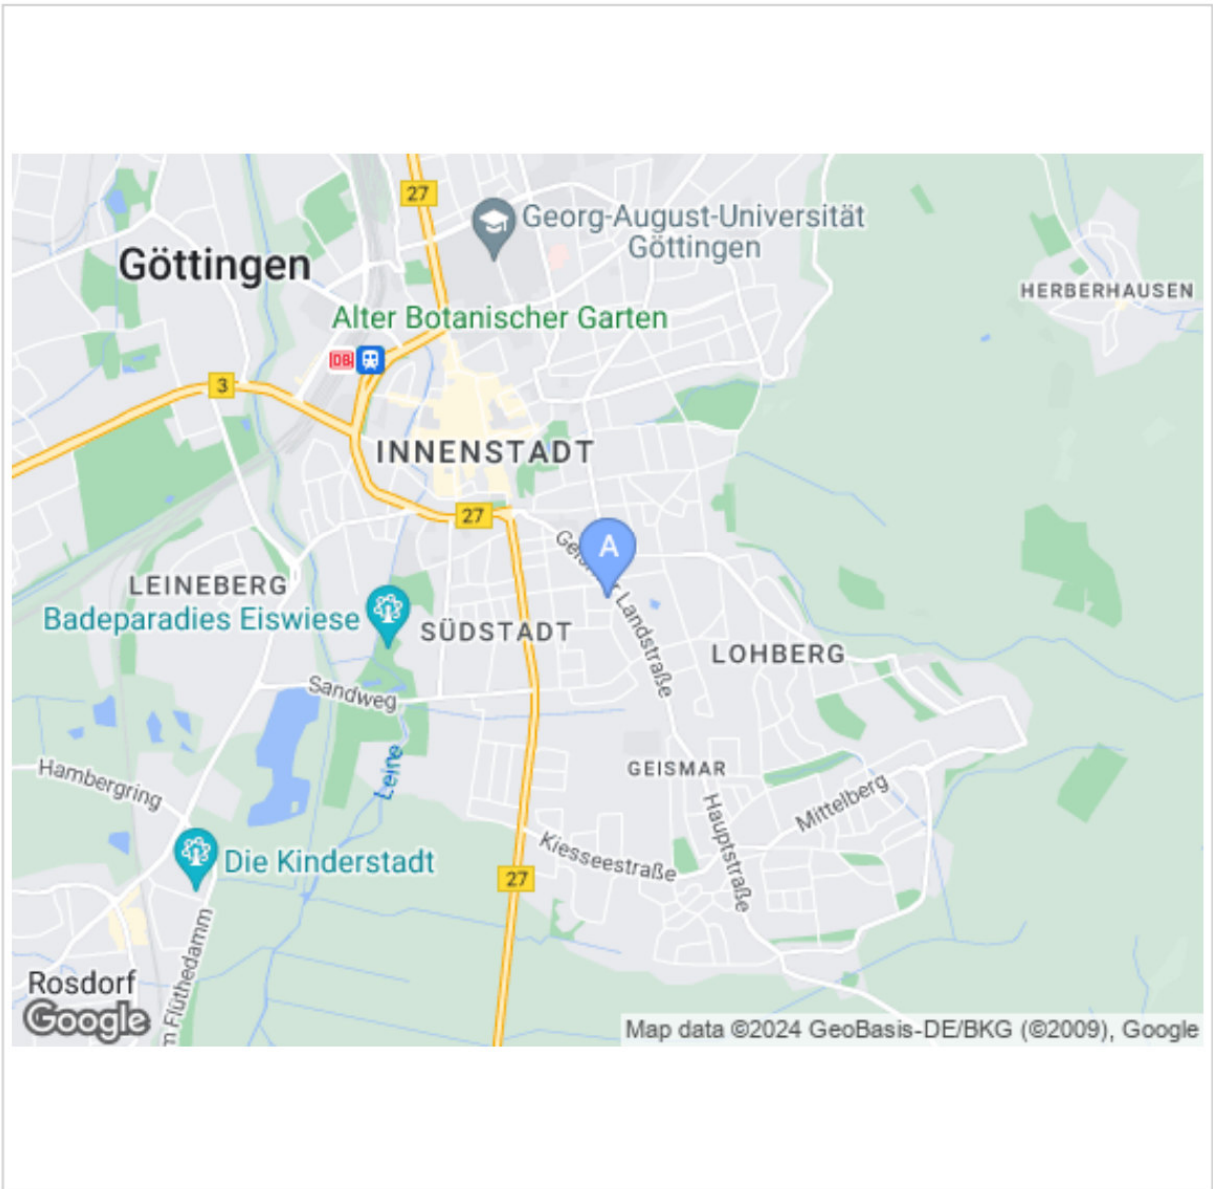 27
Georg-August-Universität
Göttingen
Göttingen
HERBERHAUSEN
Alter Botanischer Garten
DB
3
INNENSTADT
27
A
LEINEBERG
Badeparadies Eiswiese
SÜDSTADT
Landstraße
LOHBERG
Sandweg
Leine
GEISMAR
Hambergring
Mittelberg
Hauptstraße
Kiesseestraße
Die Kinderstadt
27
Flüthedamm
Rosdorf
Google
Map data ©2024 GeoBasis-DE/BKG (©2009), Google